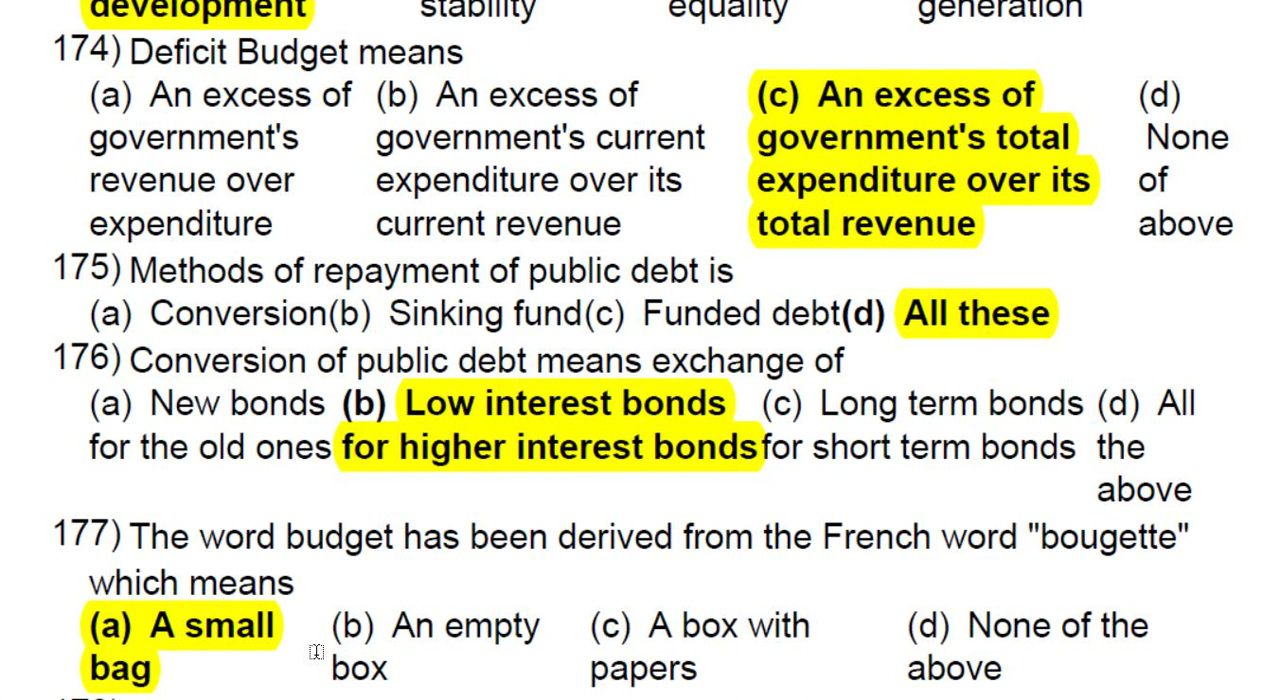 development stability equality generation
174) Deficit Budget means
(a) An excess of (b) An excess of (c) An excess of (d)
government's government's current government's total None
revenue over expenditure over its expenditure over its of
expenditure current revenue total revenue above
175) Methods of repayment of public debt is
(a) Conversion(b) Sinking fund(c) Funded debt(d) All these
176) Conversion of public debt means exchange of
(a) New bonds (b) Low interest bonds (c) Long term bonds (d) All
for the old ones for higher interest bonds for short term bonds the
above
177) The word budget has been derived from the French word "bougette"
which means
(a) A small (b) An empty (c) A box with (d) None of the
bag box papers above